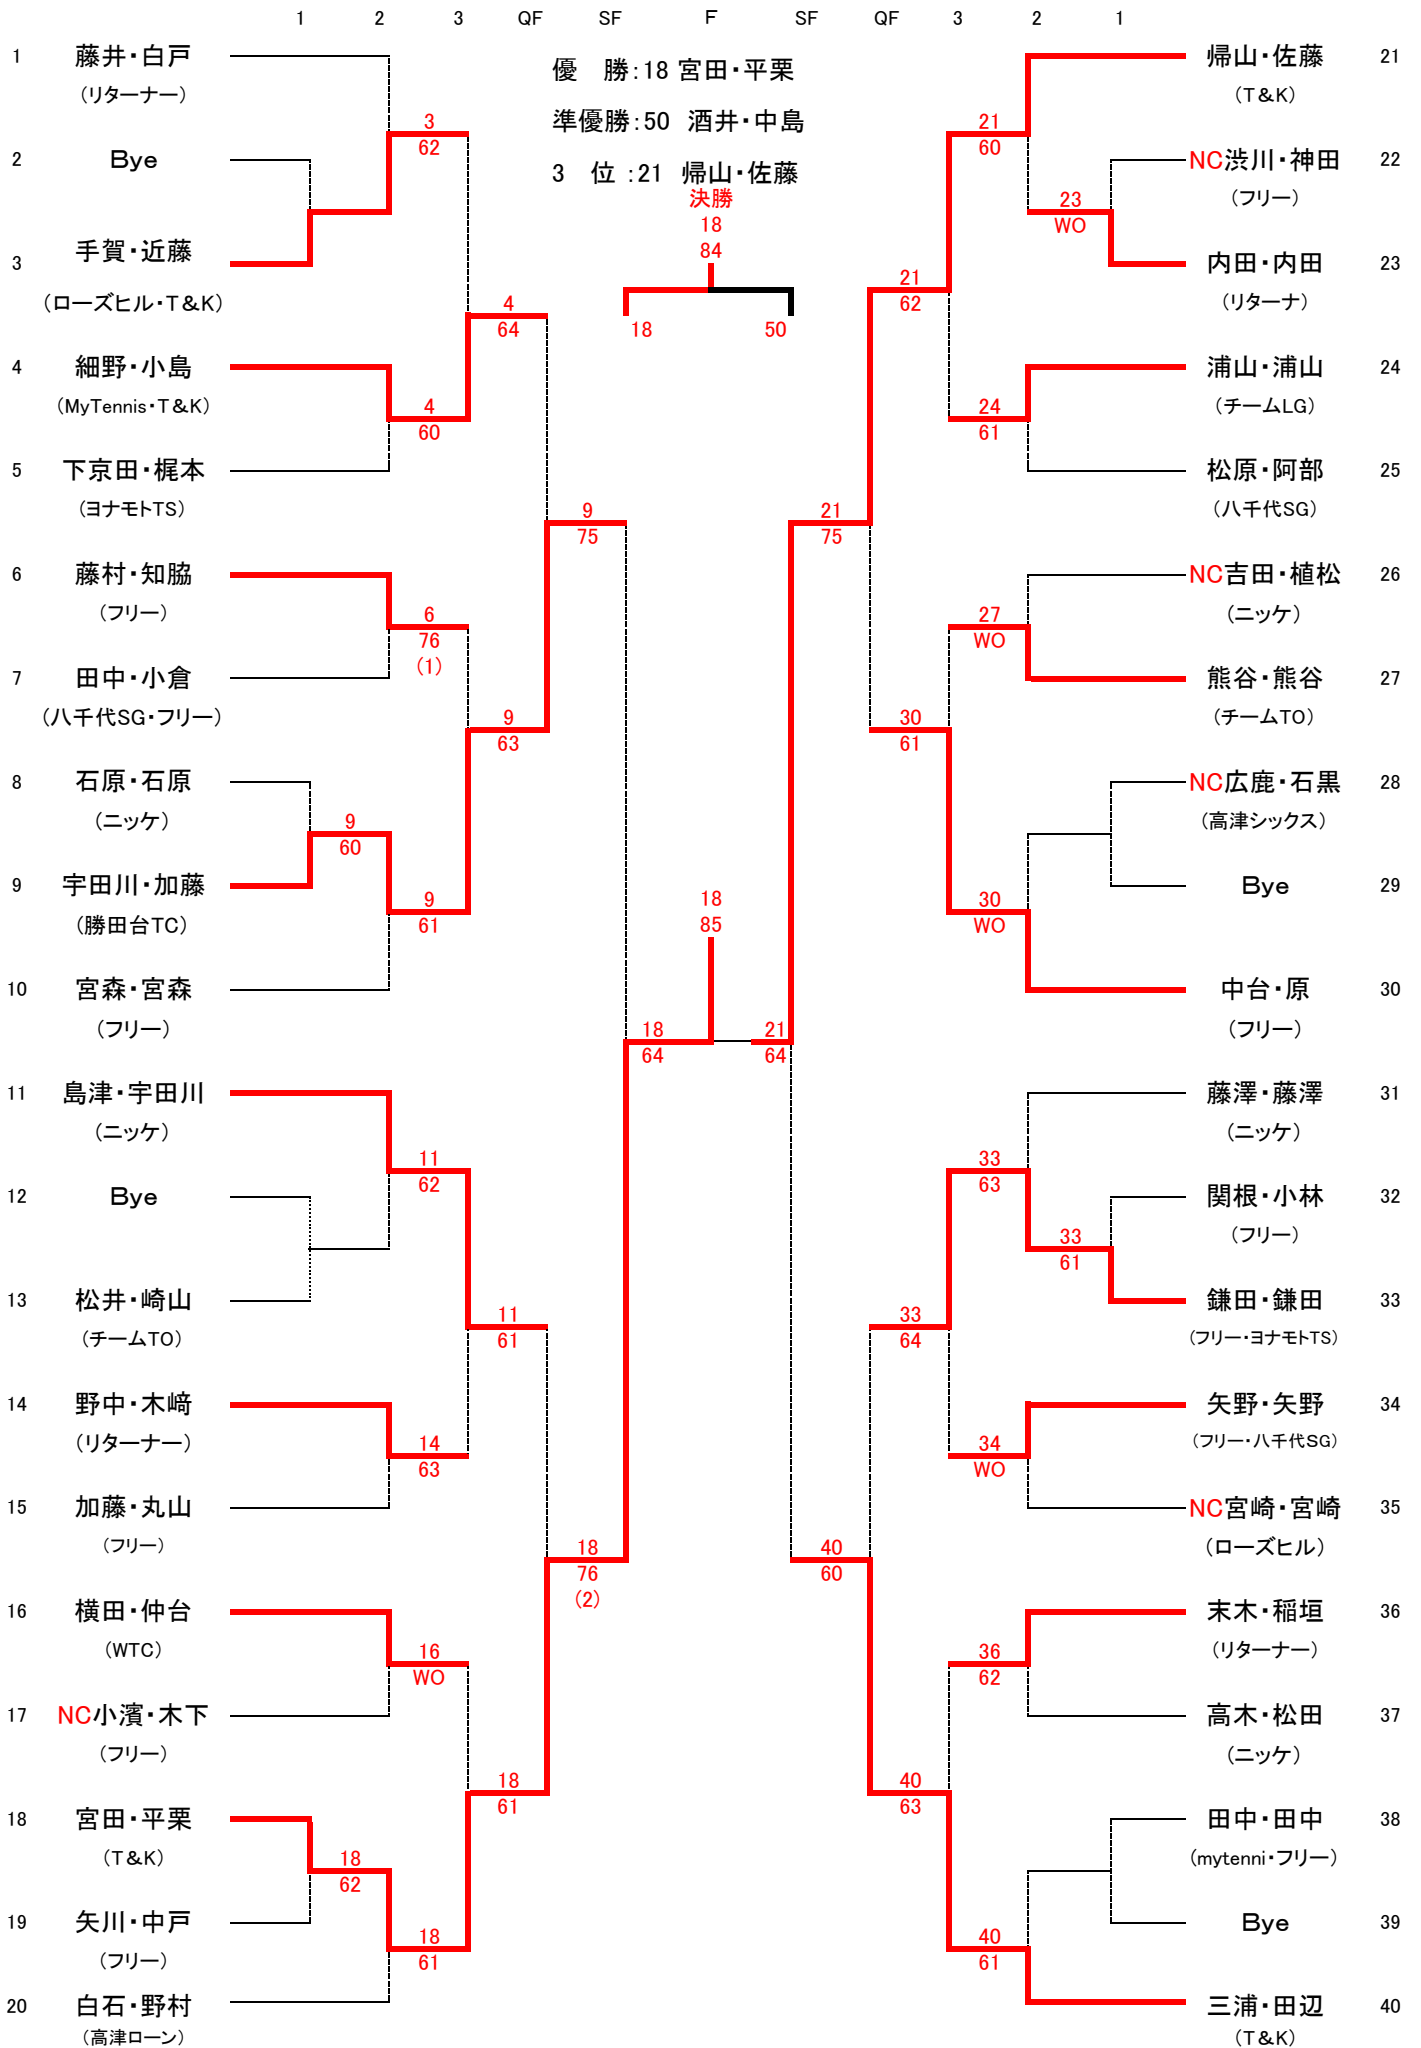 1 2 3 QF SF F SF QF 3 2 1
優　勝:18 宮田・平栗
準優勝:50 酒井・中島
3　位:21 帰山・佐藤
決勝
18
84
18 50
1 藤井・白戸
(リターナー)
2 Bye
3 手賀・近藤
(ローズヒル・T&K)
4 細野・小島
(MyTennis・T&K)
5 下京田・梶本
(ヨナモトTS)
6 藤村・知脇
(フリー)
7 田中・小倉
(八千代SG・フリー)
8 石原・石原
(ニッケ)
9 宇田川・加藤
(勝田台TC)
10 宮森・宮森
(フリー)
11 島津・宇田川
(ニッケ)
12 Bye
13 松井・崎山
(チームTO)
14 野中・木﨑
(リターナー)
15 加藤・丸山
(フリー)
16 横田・仲台
(WTC)
17 NC小濱・木下
(フリー)
18 宮田・平栗
(T&K)
19 矢川・中戸
(フリー)
20 白石・野村
(高津ローン)
9
60
18
62
3
62
4
60
6
76
(1)
9
61
11
62
14
63
16
WO
18
61
4
64
9
63
11
61
18
61
9
75
18
76
(2)
18
64
18
85
21
64
21
75
40
60
21
62
30
61
33
64
40
63
21
60
24
61
27
WO
30
WO
33
63
34
WO
36
62
40
61
23
WO
33
61
帰山・佐藤 21
(T&K)
NC渋川・神田 22
(フリー)
内田・内田 23
(リターナ)
浦山・浦山 24
(チームLG)
松原・阿部 25
(八千代SG)
NC吉田・植松 26
(ニッケ)
熊谷・熊谷 27
(チームTO)
NC広鹿・石黒 28
(高津シックス)
Bye 29
中台・原 30
(フリー)
藤澤・藤澤 31
(ニッケ)
関根・小林 32
(フリー)
鎌田・鎌田 33
(フリー・ヨナモトTS)
矢野・矢野 34
(フリー・八千代SG)
NC宮崎・宮崎 35
(ローズヒル)
末木・稲垣 36
(リターナー)
高木・松田 37
(ニッケ)
田中・田中 38
(mytenni・フリー)
Bye 39
三浦・田辺 40
(T&K)